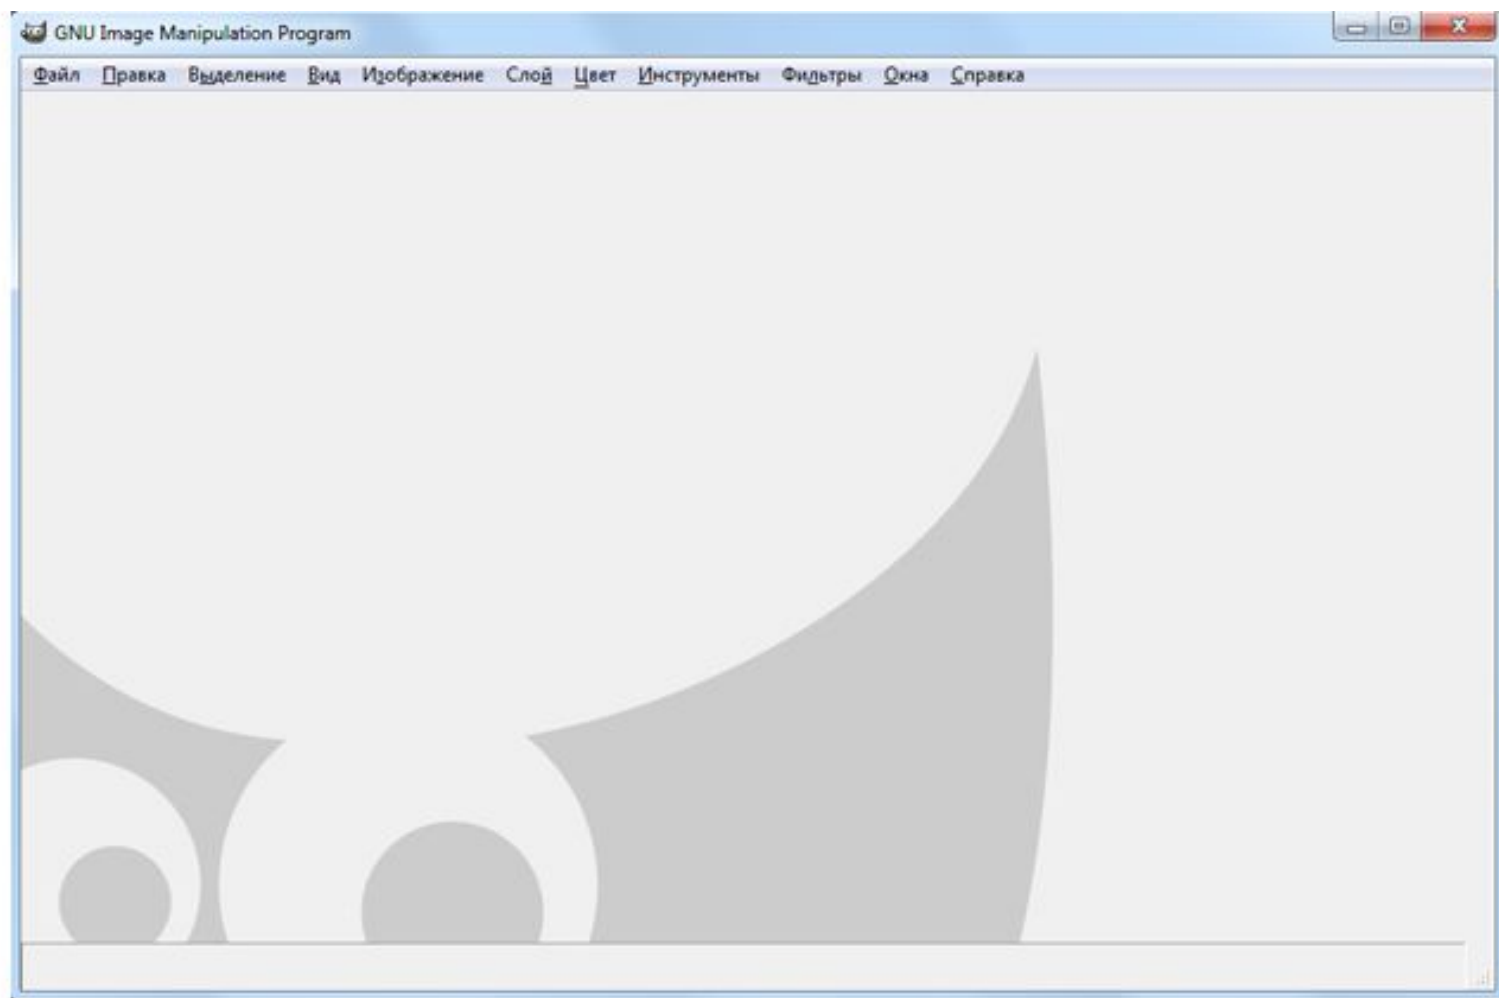 GNU Image Manipulation Program
Файл Правка Выделение Вид Изображение Слой Цвет Инструменты Фильтры Окна Справка